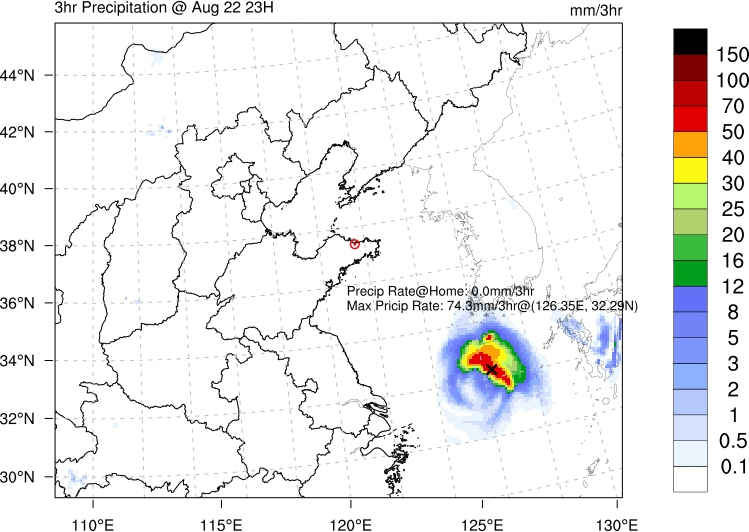 3hr Precipitation @ Aug 22 23H
mm/3hr
44°N
42°N
40°N
38°N
36°N
34°N
32°N
30°N
Precip Rate@Home: 0.0mm/3hr
Max Pricip Rate: 74.3mm/3hr@(126.35E, 32.29N)
110°E
115°E
120°E
125°E
130°E
150
100
70
50
40
30
25
20
16
12
8
5
3
2
1
0.5
0.1